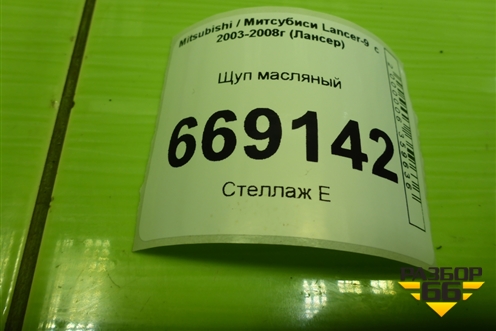 Mitsubishi / Митсубиси Lancer-9 с
2003-2008г (Лансер)
Щуп масляный
669142
Стеллаж Е
РАЗБОР
66